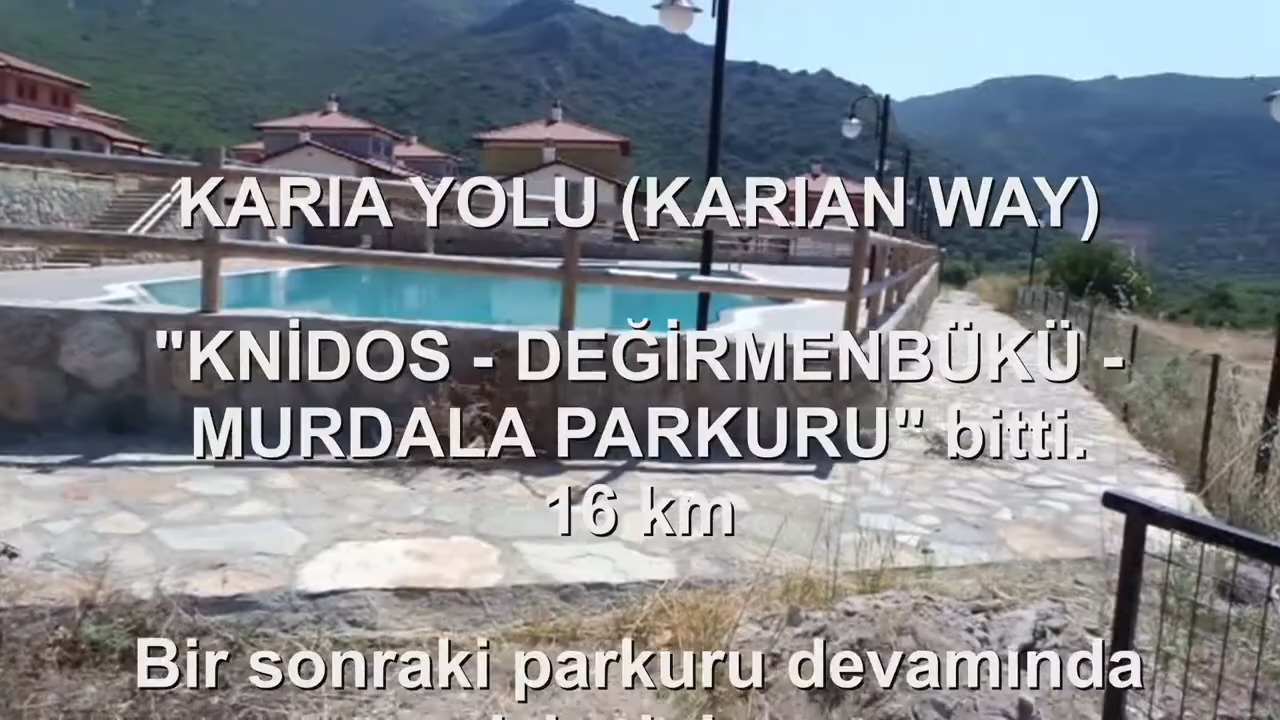 KARIA YOLU (KARIAN WAY)
"KNİDOS - DEĞİRMENBÜKÜ -
MURDALA PARKURU" bitti.
16 km
Bir sonraki parkuru devamında